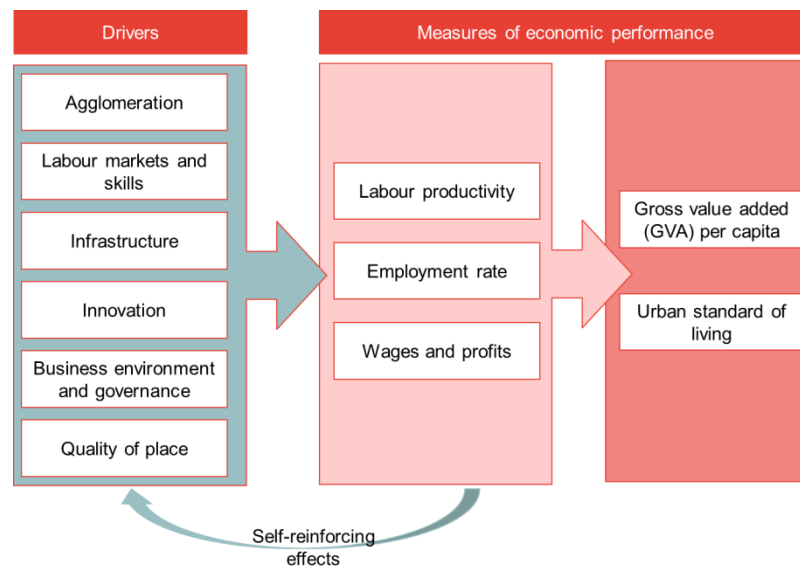 Drivers
Measures of economic performance
Agglomeration
Labour markets and
skills
Infrastructure
Innovation
Business environment
and governance
Quality of place
Labour productivity
Employment rate
Wages and profits
Gross value added
(GVA) per capita
Urban standard of
living
Self-reinforcing
effects